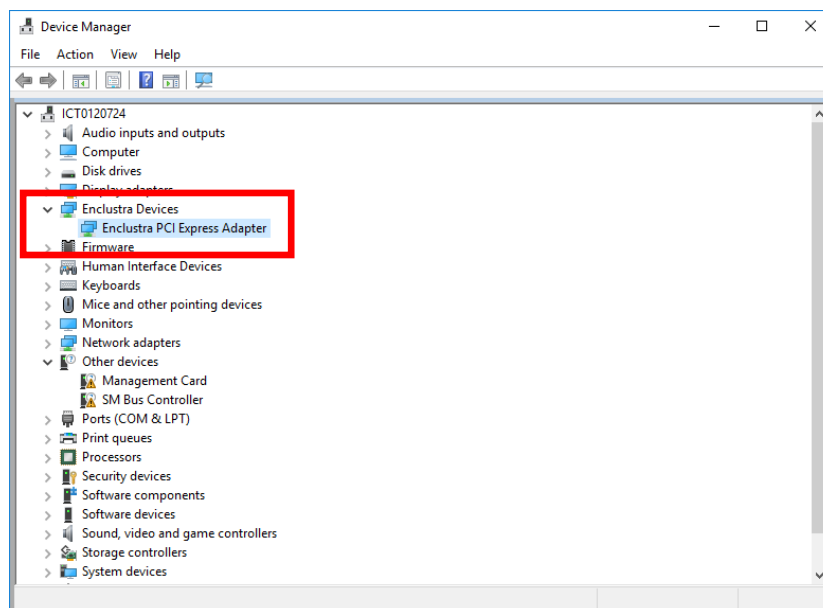 Device Manager
File Action View Help
ICT0120724
Audio inputs and outputs
Computer
Disk drives
Display adapters
Enclustra Devices
Enclustra PCI Express Adapter
Firmware
Human Interface Devices
Keyboards
Mice and other pointing devices
Monitors
Network adapters
Other devices
Management Card
SM Bus Controller
Ports (COM & LPT)
Print queues
Processors
Security devices
Software components
Software devices
Sound, video and game controllers
Storage controllers
System devices